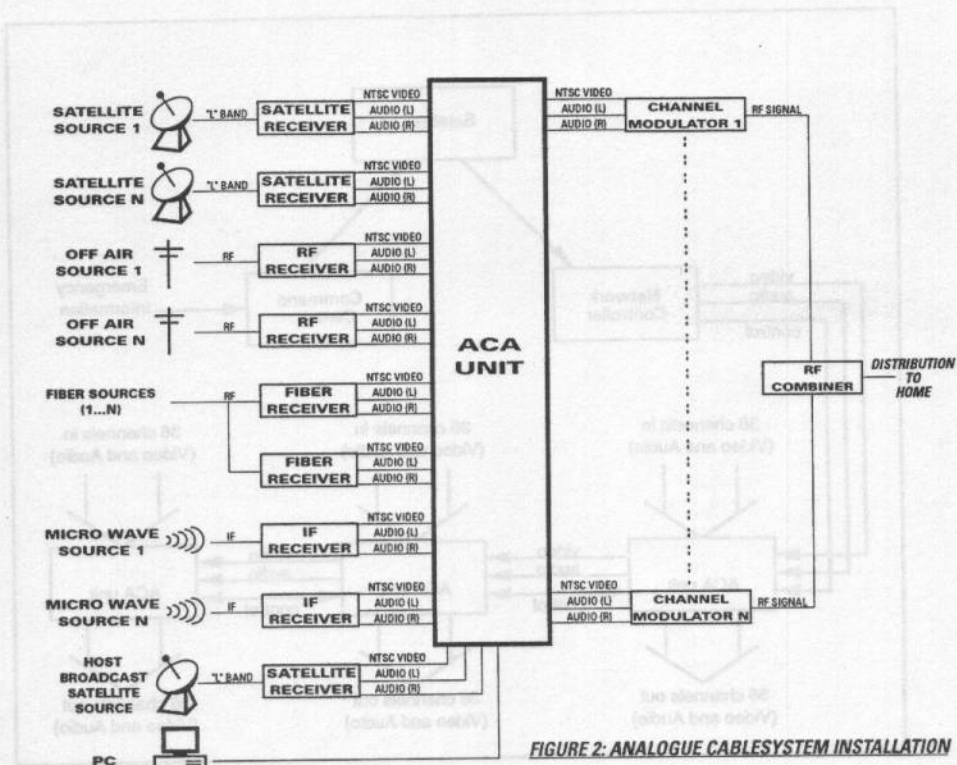 SATELLITE
SOURCE 1
"L" BAND
SATELLITE
RECEIVER
NTSC VIDEO
AUDIO (L)
AUDIO (R)
SATELLITE
SOURCE N
"L" BAND
SATELLITE
RECEIVER
NTSC VIDEO
AUDIO (L)
AUDIO (R)
OFF AIR
SOURCE 1
RF
RF
RECEIVER
NTSC VIDEO
AUDIO (L)
AUDIO (R)
OFF AIR
SOURCE N
RF
RF
RECEIVER
NTSC VIDEO
AUDIO (L)
AUDIO (R)
FIBER SOURCES
(1...N)
RF
FIBER
RECEIVER
NTSC VIDEO
AUDIO (L)
AUDIO (R)
FIBER
RECEIVER
NTSC VIDEO
AUDIO (L)
AUDIO (R)
MICRO WAVE
SOURCE 1
IF
IF
RECEIVER
NTSC VIDEO
AUDIO (L)
AUDIO (R)
MICRO WAVE
SOURCE N
IF
IF
RECEIVER
NTSC VIDEO
AUDIO (L)
AUDIO (R)
HOST
BROADCAST
SATELLITE
SOURCE
"L" BAND
SATELLITE
RECEIVER
NTSC VIDEO
AUDIO (L)
AUDIO (R)
PC
ACA
UNIT
NTSC VIDEO
AUDIO (L)
AUDIO (R)
CHANNEL
MODULATOR 1
RF SIGNAL
RF
COMBINER
DISTRIBUTION
TO
HOME
NTSC VIDEO
AUDIO (L)
AUDIO (R)
CHANNEL
MODULATOR N
RF SIGNAL
FIGURE 2: ANALOGUE CABLESYSTEM INSTALLATION